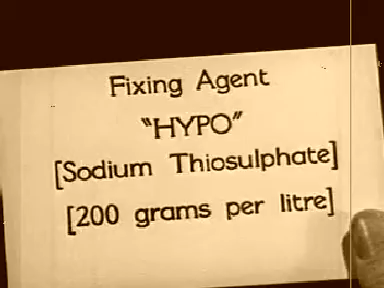 Fixing Agent
“HYPO”
[Sodium Thiosulphate]
[200 grams per litre]